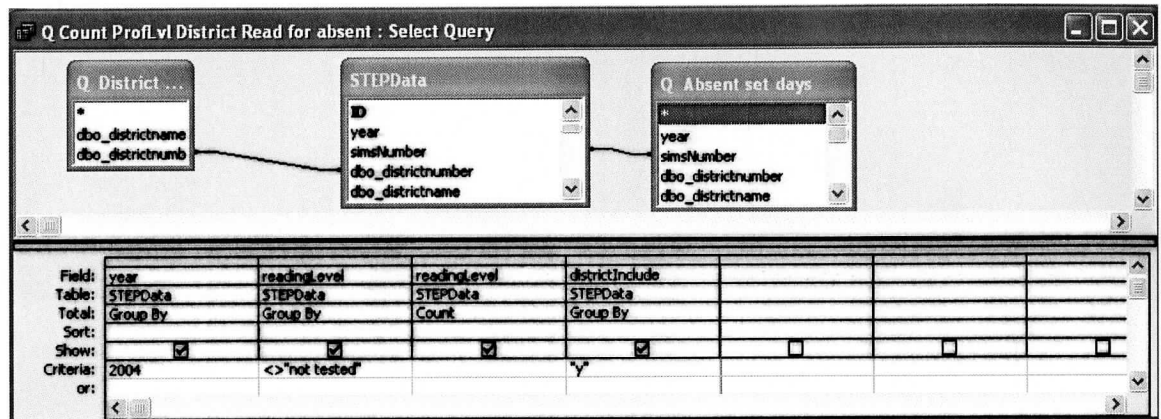 Q Count ProfLvl District Read for absent : Select Query
Q District ...
*
dbo_districtname
dbo_districtnumb
STEPData
ID
year
simsNumber
dbo_districtnumber
dbo_districtname
Q Absent set days
*
year
simsNumber
dbo_districtnumber
dbo_districtname
Field: year readingLevel readingLevel districtInclude
Table: STEPData STEPData STEPData STEPData
Total: Group By Group By Count Group By
Sort:
Show:
Criteria: 2004 <>"not tested" "y"
or: